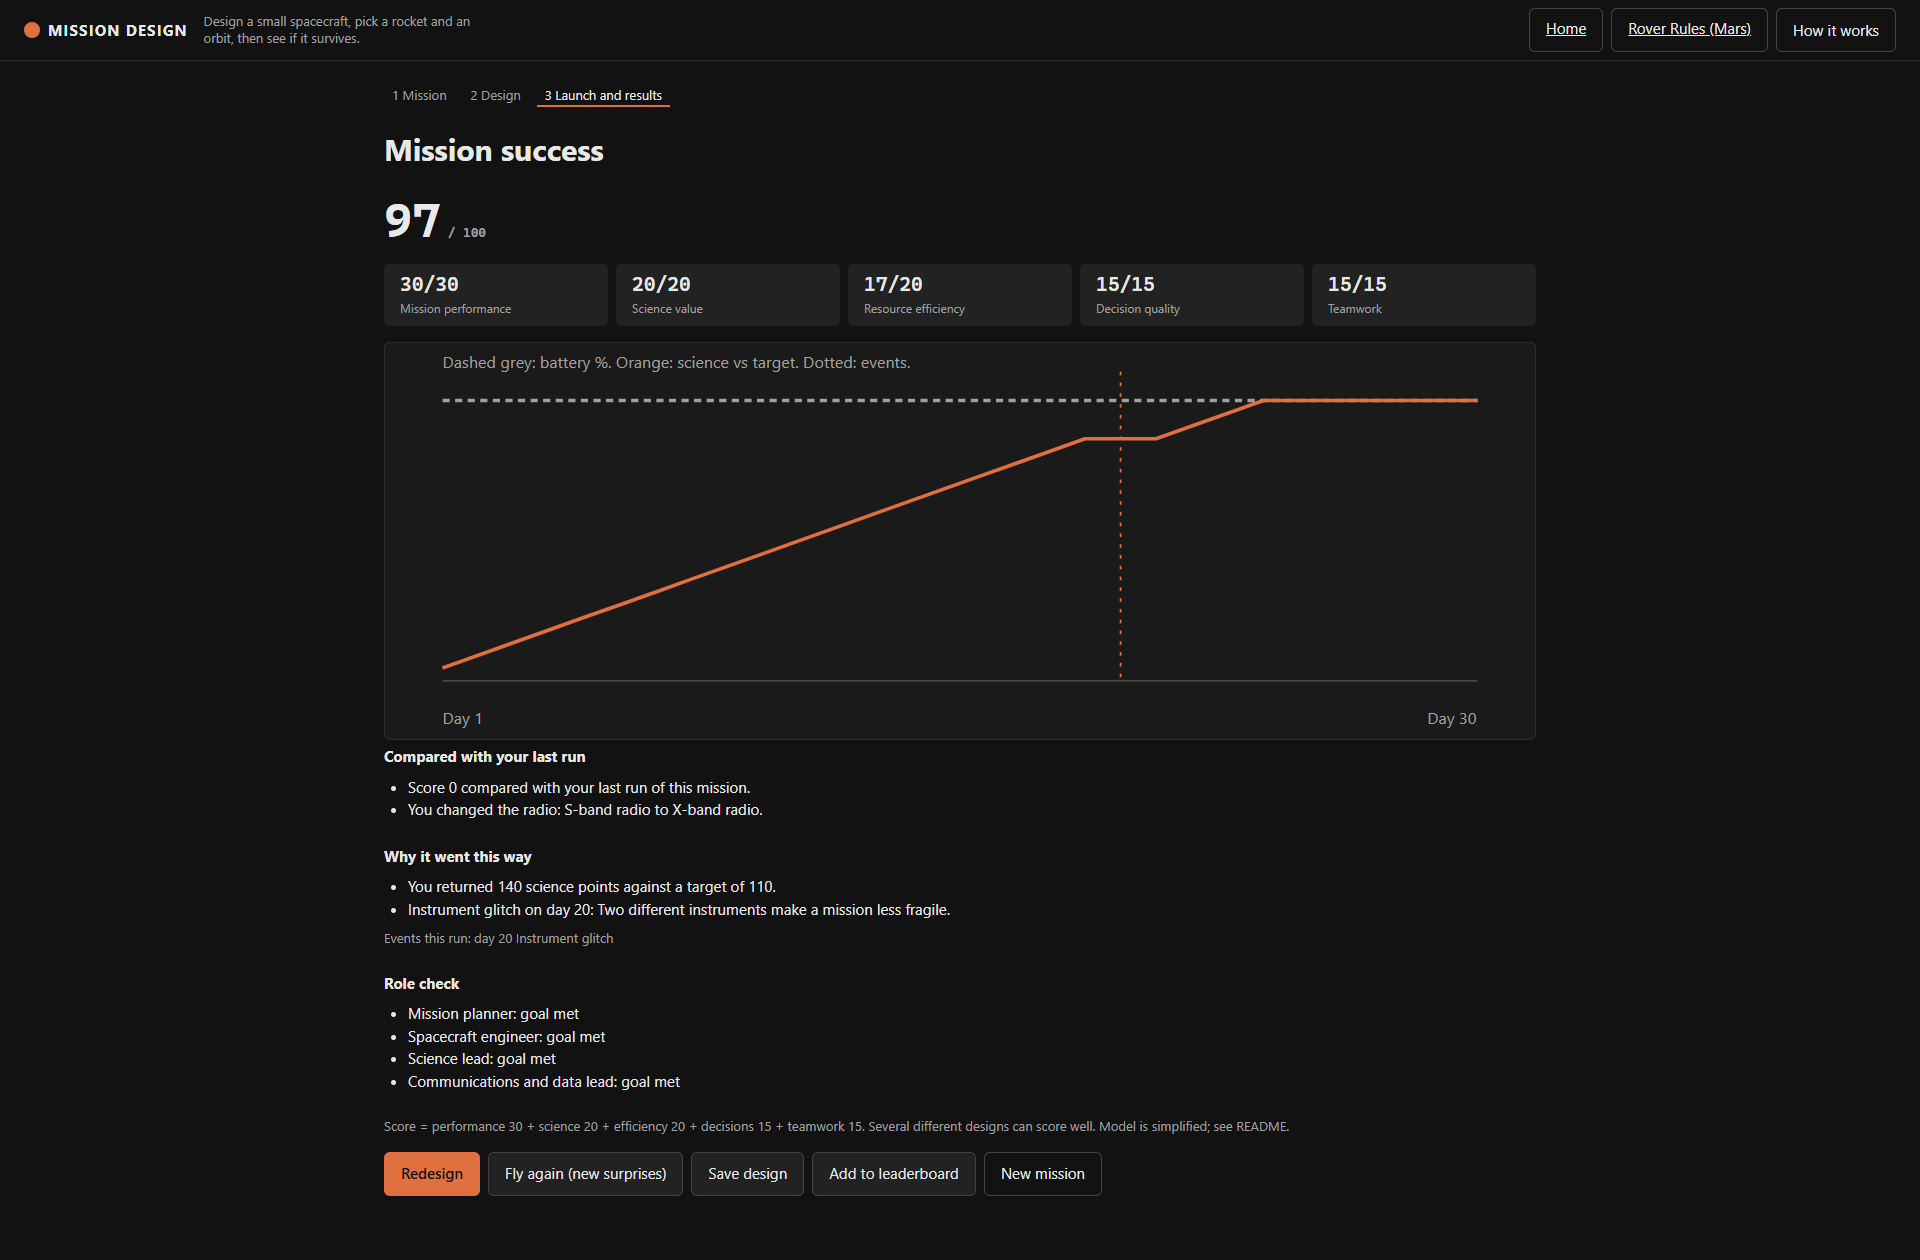 MISSION DESIGN
Design a small spacecraft, pick a rocket and an
orbit, then see if it survives.
Home
Rover Rules (Mars)
How it works
1 Mission
2 Design
3 Launch and results
Mission success
97 / 100
30/30
Mission performance
20/20
Science value
17/20
Resource efficiency
15/15
Decision quality
15/15
Teamwork
Dashed grey: battery %. Orange: science vs target. Dotted: events.
Day 1
Day 30
Compared with your last run
Score 0 compared with your last run of this mission.
You changed the radio: S-band radio to X-band radio.
Why it went this way
You returned 140 science points against a target of 110.
Instrument glitch on day 20: Two different instruments make a mission less fragile.
Events this run: day 20 Instrument glitch
Role check
Mission planner: goal met
Spacecraft engineer: goal met
Science lead: goal met
Communications and data lead: goal met
Score = performance 30 + science 20 + efficiency 20 + decisions 15 + teamwork 15. Several different designs can score well. Model is simplified; see README.
Redesign
Fly again (new surprises)
Save design
Add to leaderboard
New mission